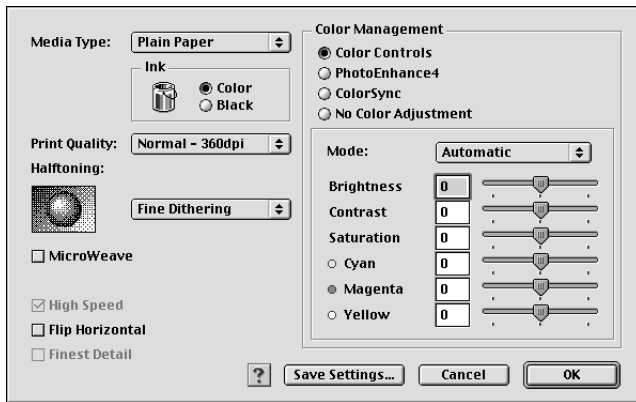 Media Type: Plain Paper
Ink
Color
Black
Print Quality: Normal - 360dpi
Halftoning:
Fine Dithering
MicroWeave
High Speed
Flip Horizontal
Finest Detail
Color Management
Color Controls
PhotoEnhance4
ColorSync
No Color Adjustment
Mode: Automatic
Brightness 0
Contrast 0
Saturation 0
Cyan 0
Magenta 0
Yellow 0
? Save Settings... Cancel OK